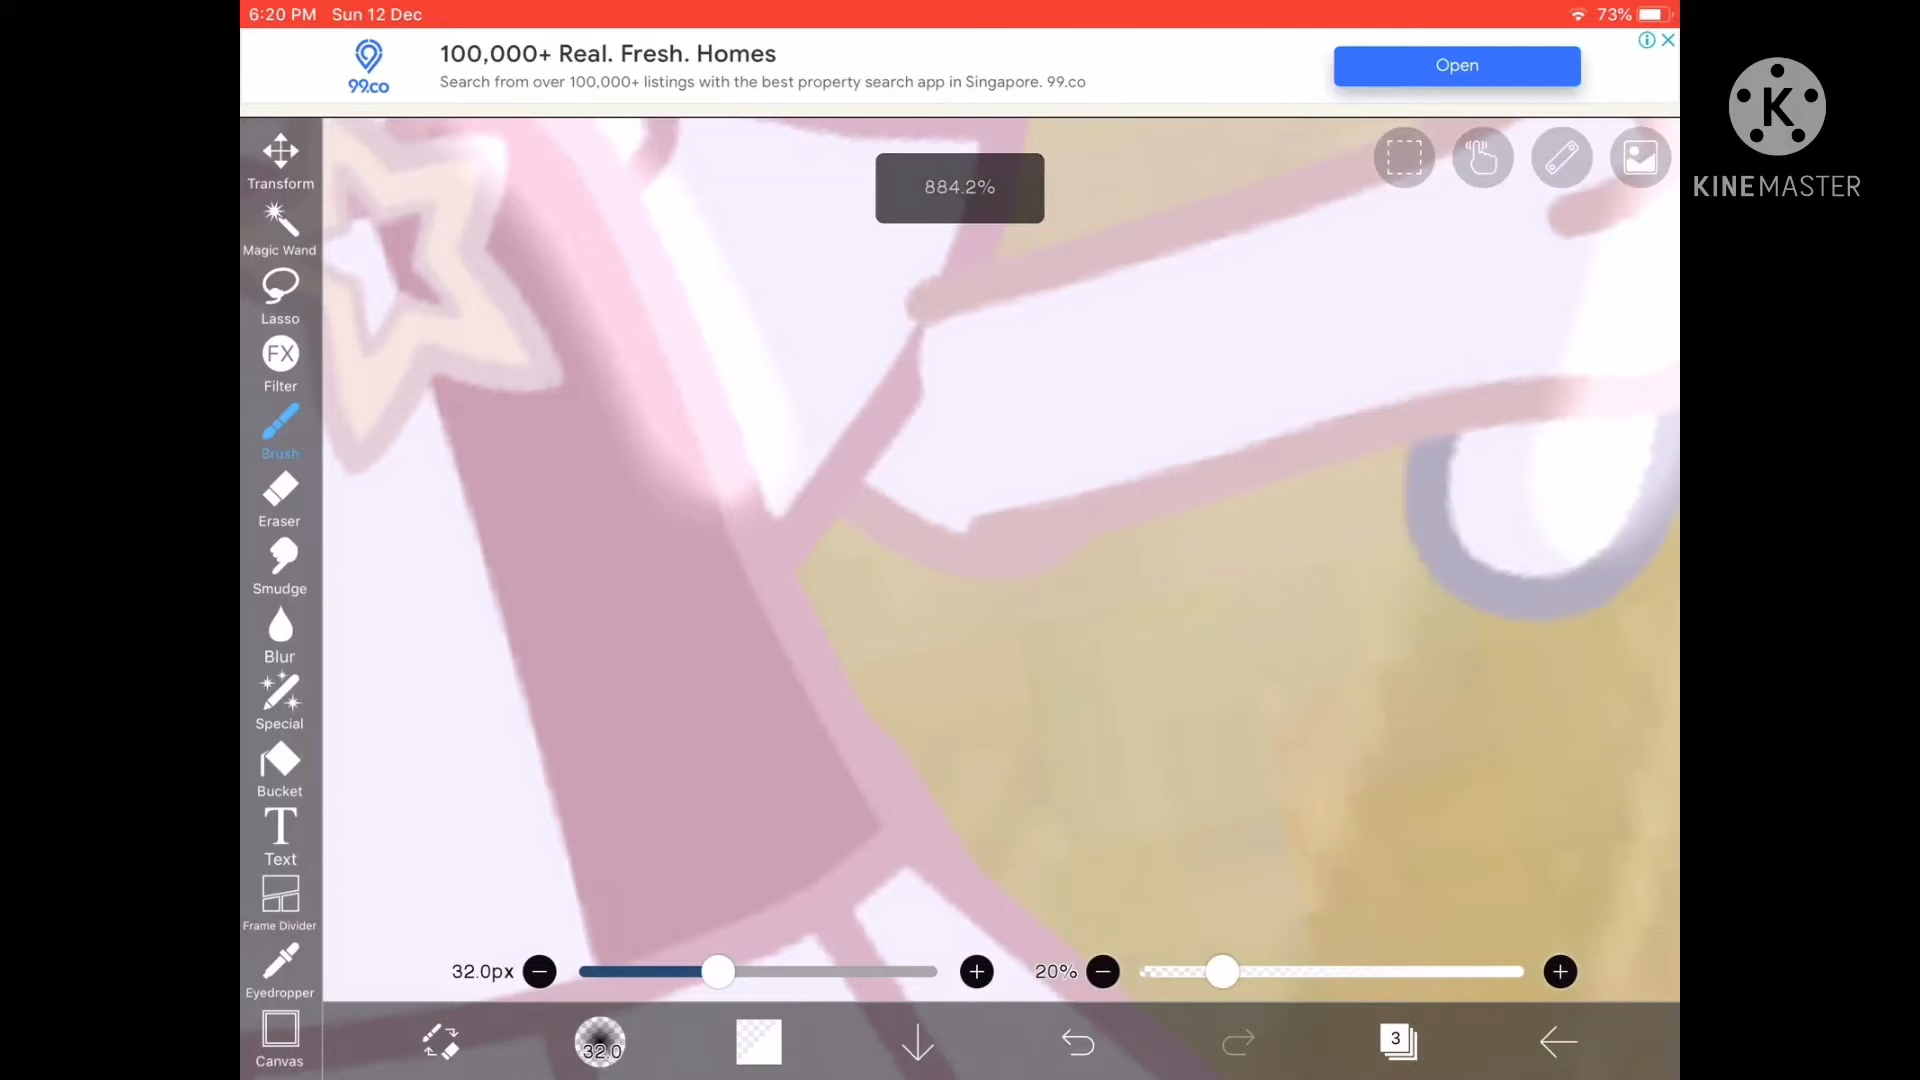 6:20 PM Sun 12 Dec 73%
100,000+ Real. Fresh. Homes
Search from over 100,000+ listings with the best property search app in Singapore. 99.co
99.co
Open
K
KINEMASTER
884.2%
Transform
Magic Wand
Lasso
FX
Filter
Brush
Eraser
Smudge
Blur
Special
Bucket
T
Text
Frame Divider
Eyedropper
Canvas
32.0px
20%
32.0
3